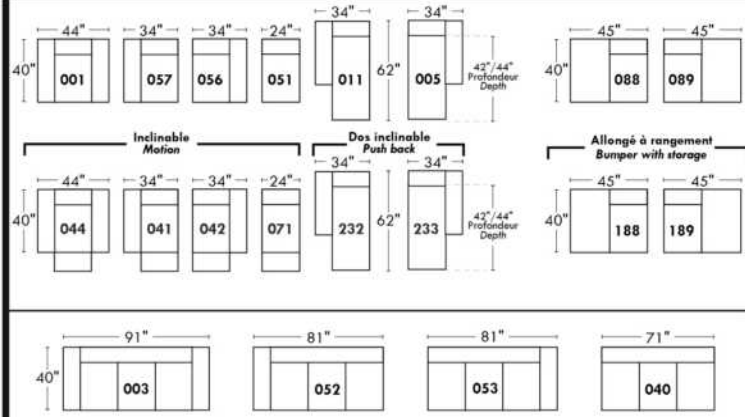 44" 34" 34" 24" 34" 34" 45" 45"
40" 001 057 056 051 011 62" 005 42"/44" Profondeur Depth 40" 088 089
Inclinable Motion
Dos inclinable Push back
Allongé à rangement Bumper with storage
44" 34" 34" 24" 34" 34" 45" 45"
40" 044 041 042 071 232 62" 233 42"/44" Profondeur Depth 40" 188 189
91" 81" 81" 71"
40" 003 052 053 040